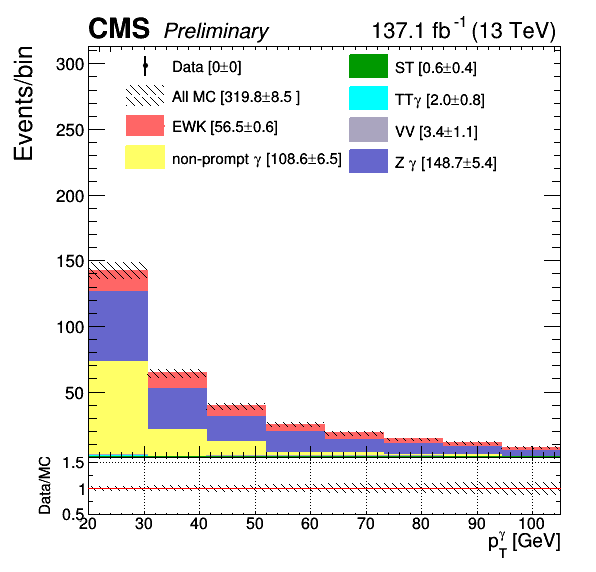 CMS Preliminary 137.1 fb⁻¹ (13 TeV)
Events/bin
300
250
200
150
100
50
Data [0±0]
All MC [319.8±8.5 ]
EWK [56.5±0.6]
non-prompt γ [108.6±6.5]
ST [0.6±0.4]
TTγ [2.0±0.8]
VV [3.4±1.1]
Z γ [148.7±5.4]
Data/MC
1.5
1
0.5
20 30 40 50 60 70 80 90 100
p_T^γ [GeV]